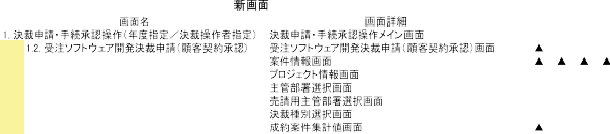 新画面
画面名 画面詳細
1. 決裁申請・手続承認操作(年度指定／決裁操作者指定) 決裁申請・手続承認操作メイン画面
1.2. 受注ソフトウェア開発決裁申請(顧客契約承認) 受注ソフトウェア開発決裁申請(顧客契約承認)画面 ▲
案件情報画面 ▲ ▲ ▲ ▲
プロジェクト情報画面
主管部署選択画面
売請用主管部署選択画面
決裁種別選択画面
成約案件集計値画面 ▲